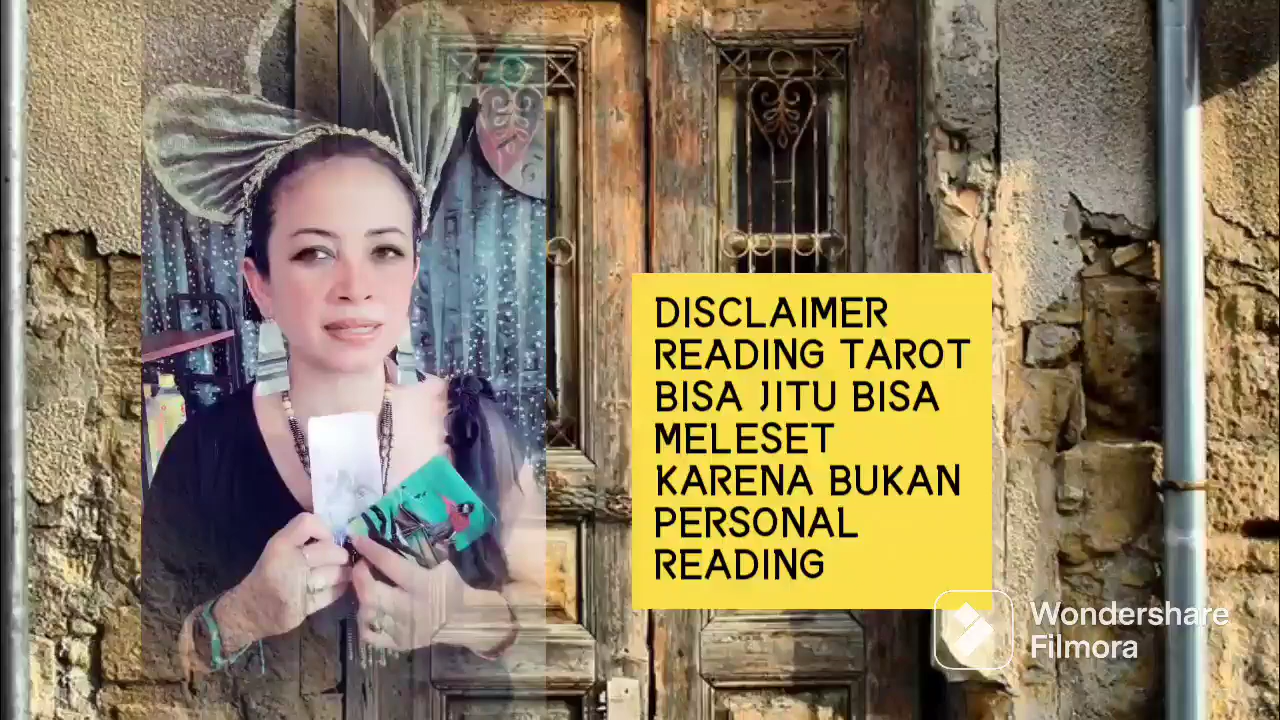 DISCLAIMER
READING TAROT
BISA JITU BISA
MELESET
KARENA BUKAN
PERSONAL
READING
Wondershare
Filmora